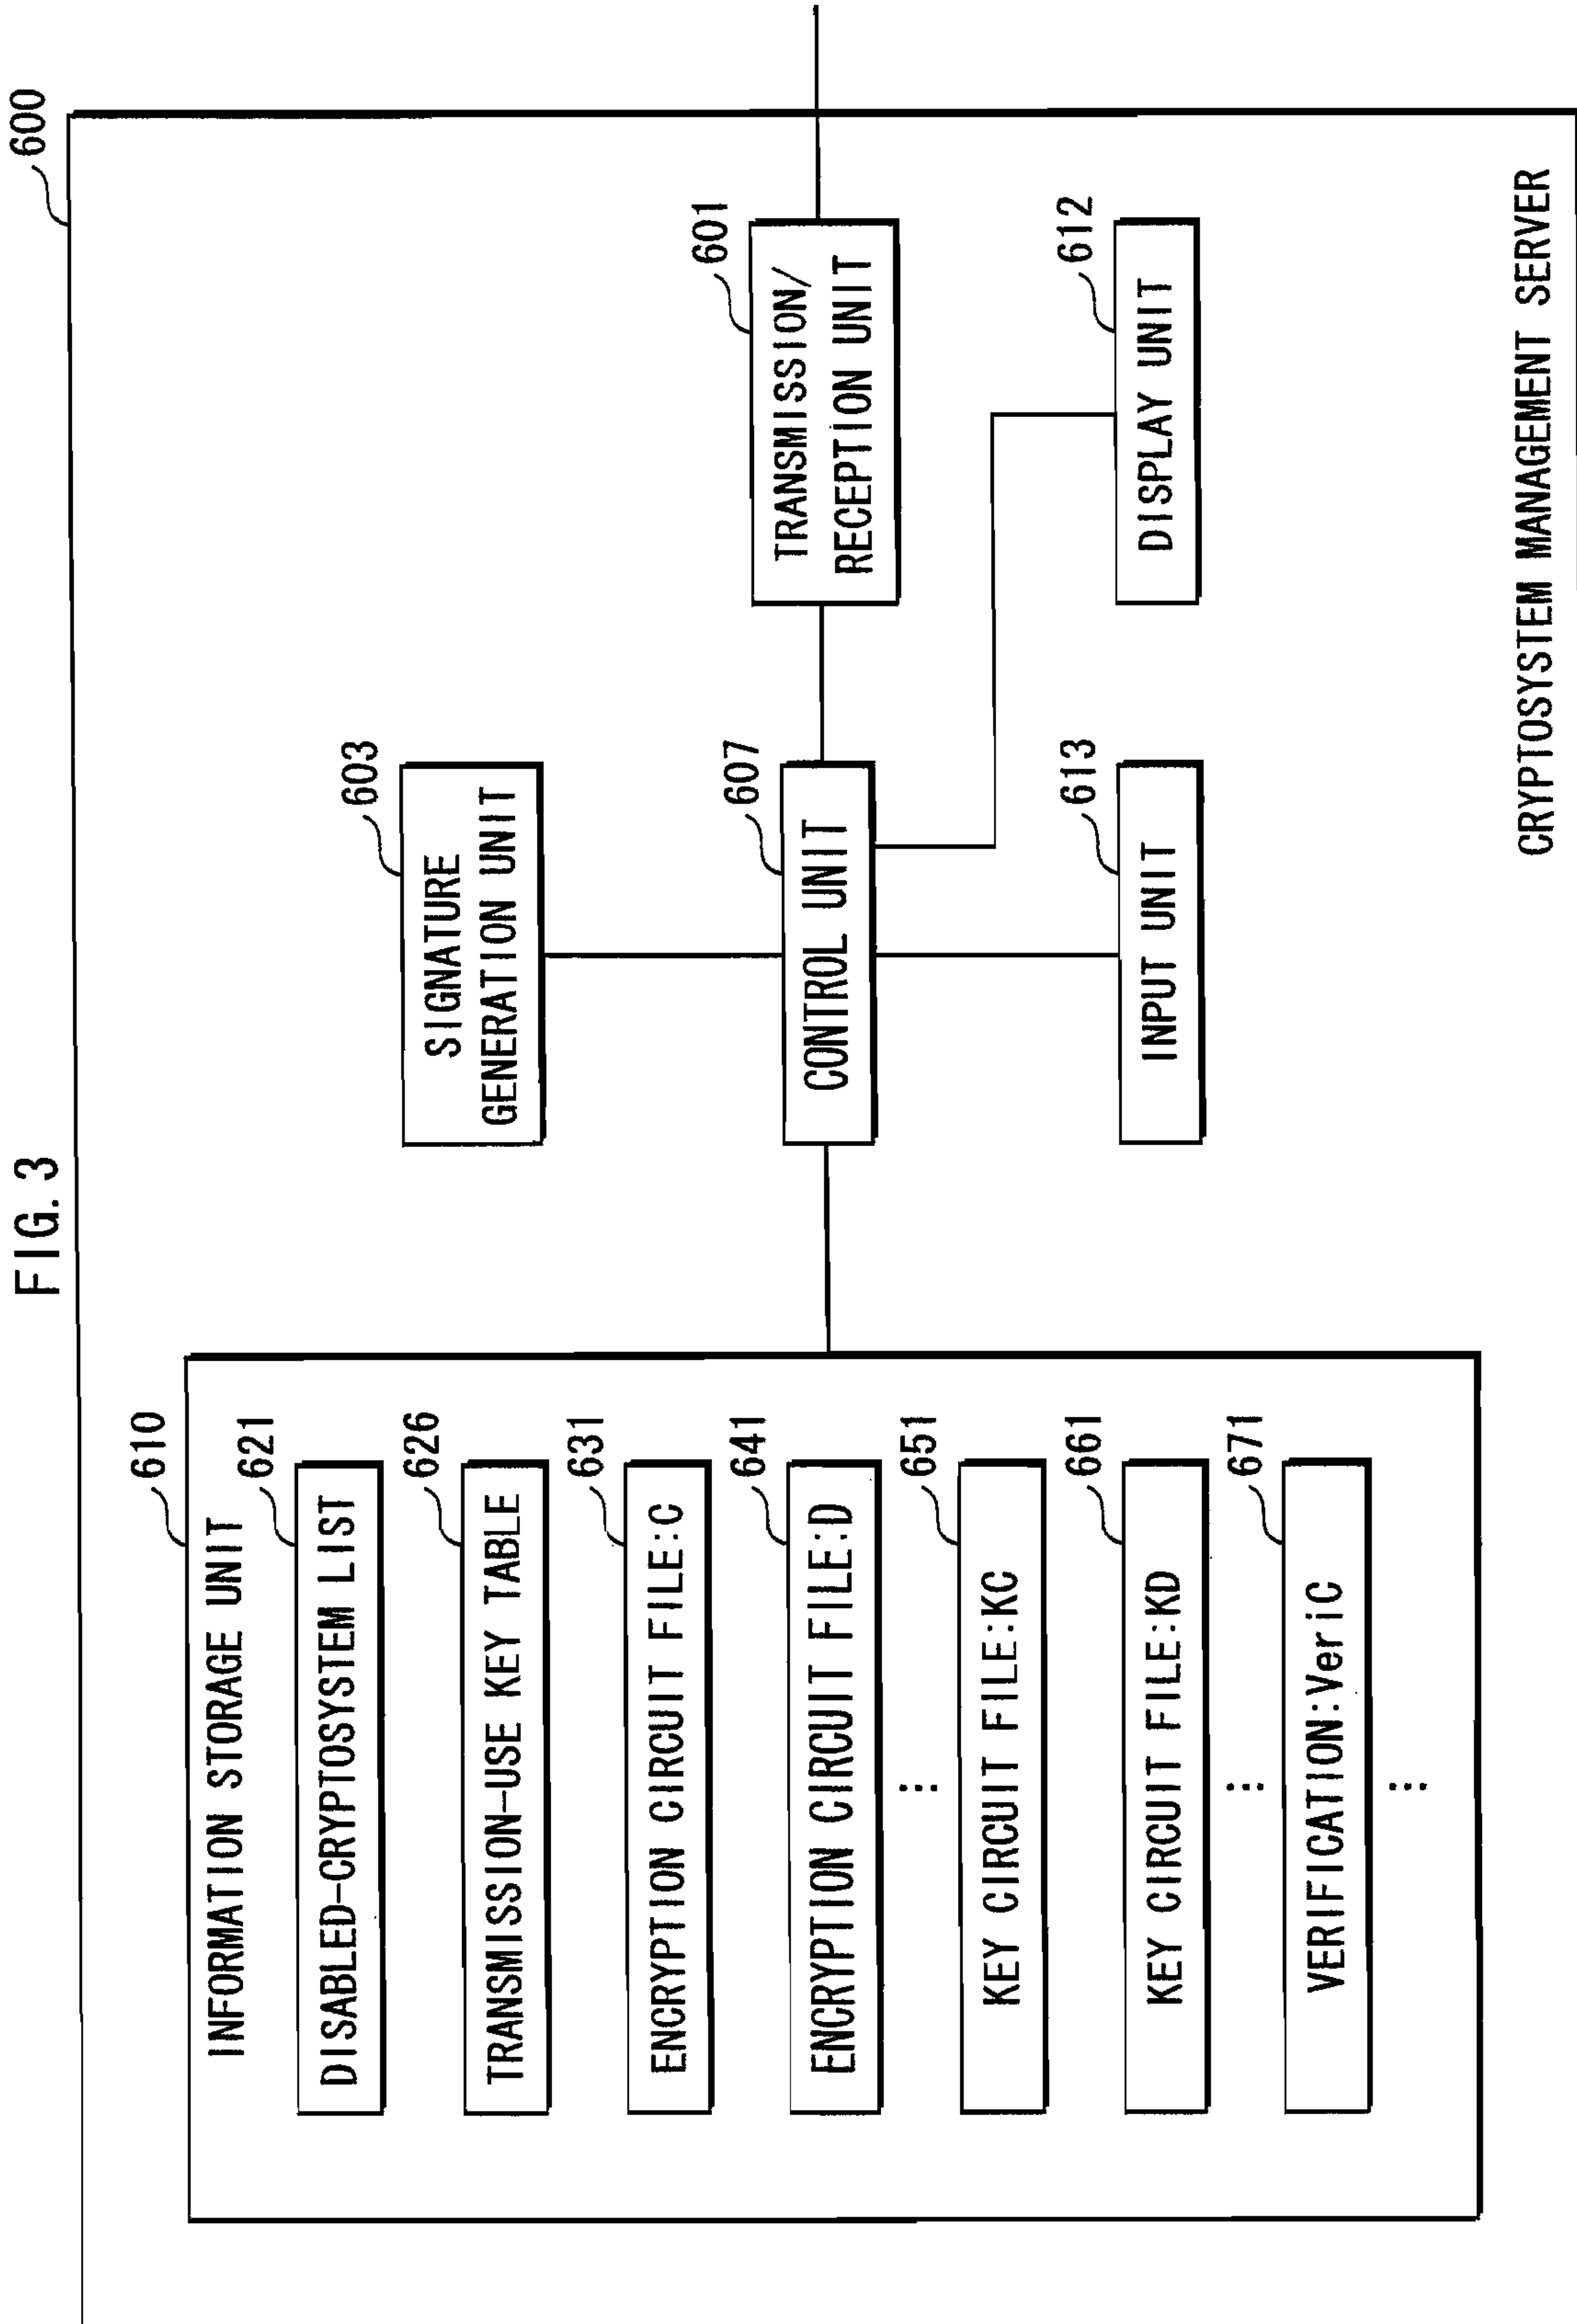 FIG. 3
600
610
INFORMATION STORAGE UNIT
621
DISABLED-CRYPTOSYSTEM LIST
626
TRANSMISSION-USE KEY TABLE
631
ENCRYPTION CIRCUIT FILE:C
641
ENCRYPTION CIRCUIT FILE:D
⋮
651
KEY CIRCUIT FILE:KC
661
KEY CIRCUIT FILE:KD
⋮
671
VERIFICATION:VeriC
⋮
603
SIGNATURE
GENERATION UNIT
607
CONTROL UNIT
613
INPUT UNIT
601
TRANSMISSION/
RECEPTION UNIT
612
DISPLAY UNIT
CRYPTOSYSTEM MANAGEMENT SERVER